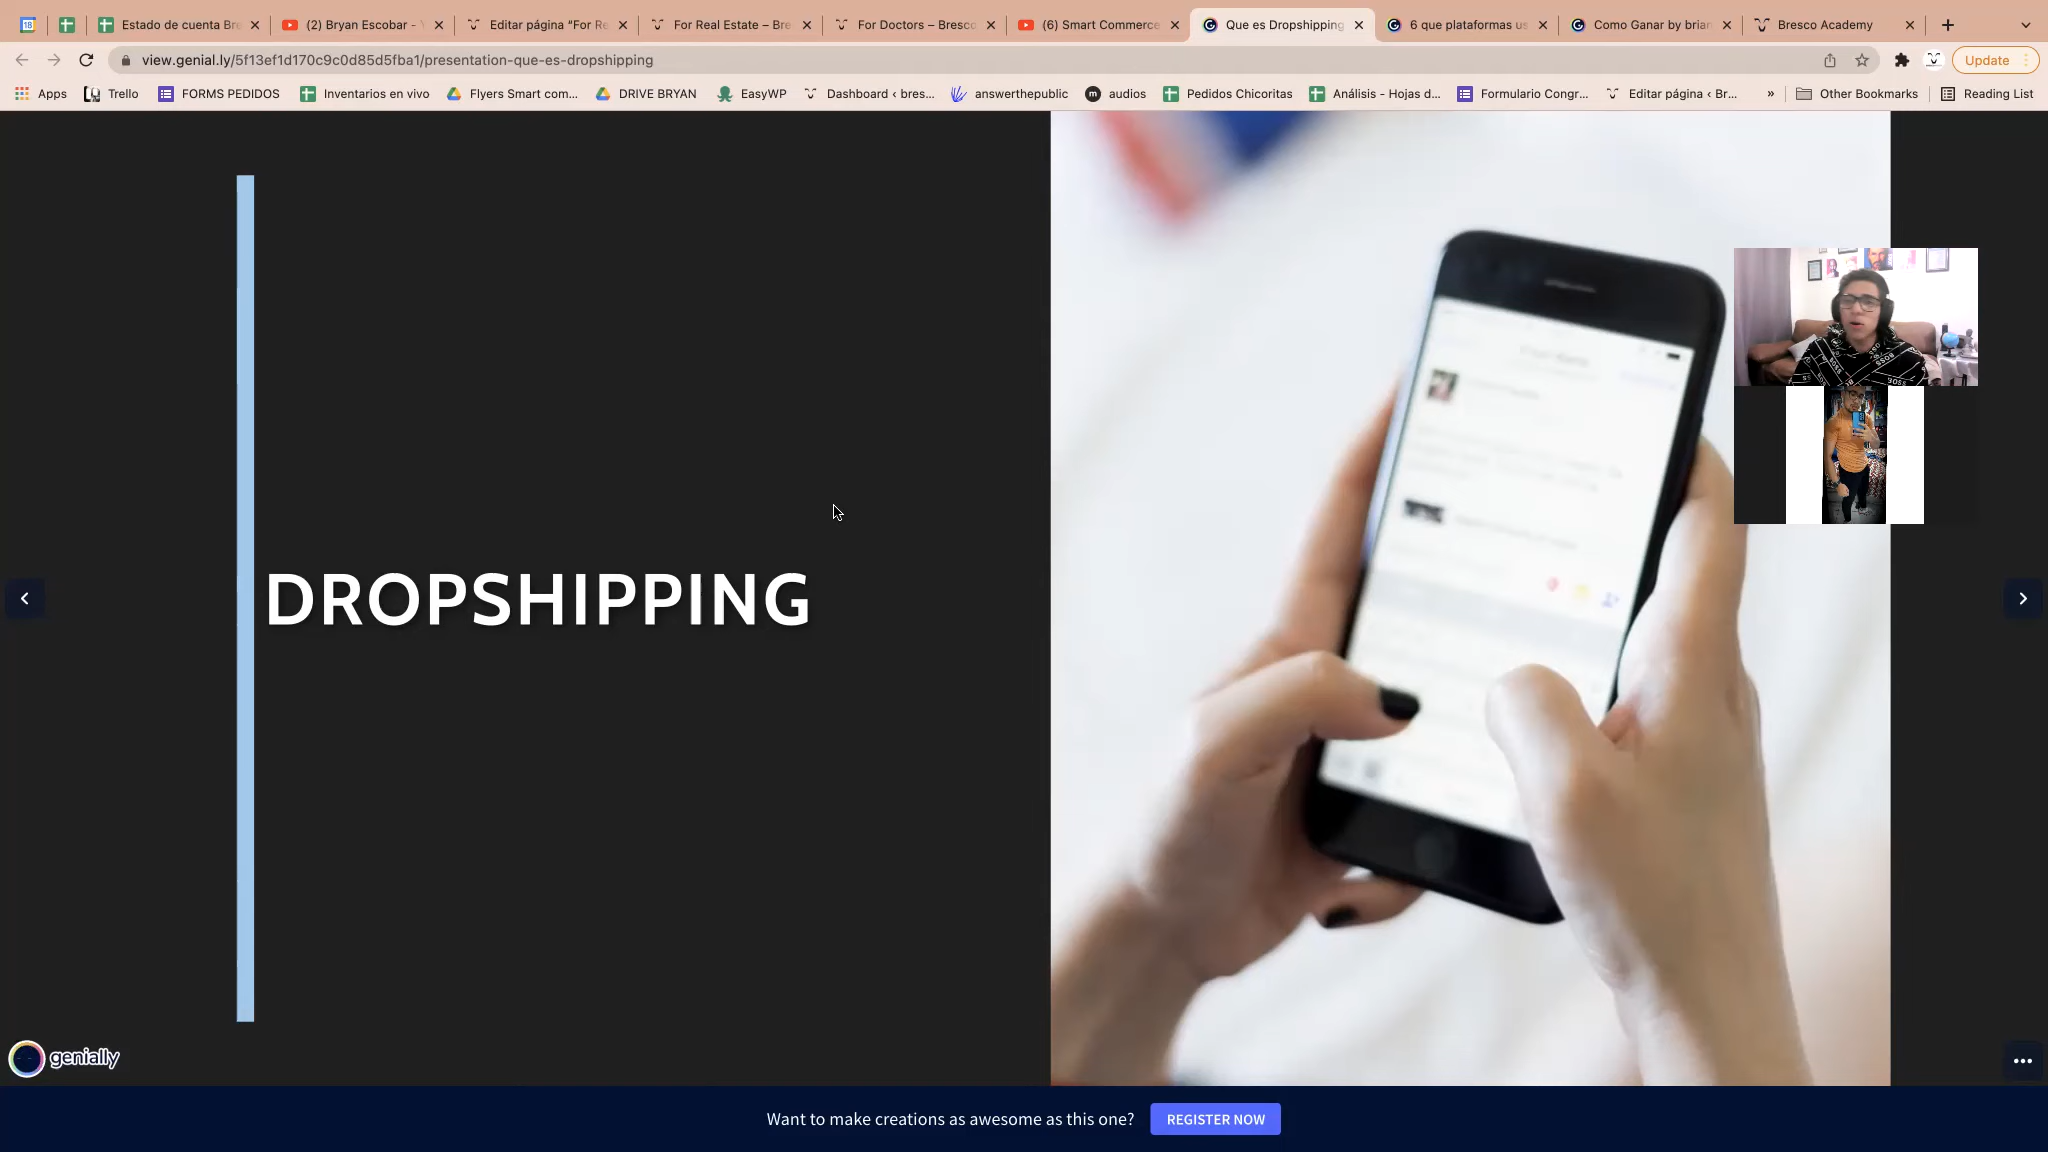 Estado de cuenta Bre
(2) Bryan Escobar - Y
Editar página “For Re
For Real Estate – Bre
For Doctors – Bresco
(6) Smart Commerce
Que es Dropshipping
6 que plataformas us
Como Ganar by brian
Bresco Academy
view.genial.ly/5f13ef1d170c9c0d85d5fba1/presentation-que-es-dropshipping
Update
Apps
Trello
FORMS PEDIDOS
Inventarios en vivo
Flyers Smart com...
DRIVE BRYAN
EasyWP
Dashboard ‹ bres...
answerthepublic
audios
Pedidos Chicoritas
Análisis - Hojas d...
Formulario Congr...
Editar página ‹ Br...
»
Other Bookmarks
Reading List
DROPSHIPPING
genially
Want to make creations as awesome as this one?
REGISTER NOW